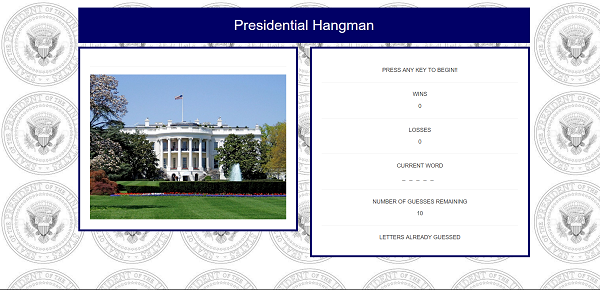 Presidential Hangman
PRESS ANY KEY TO BEGIN!!
WINS
0
LOSSES
0
CURRENT WORD
_ _ _ _ _
NUMBER OF GUESSES REMAINING
10
LETTERS ALREADY GUESSED